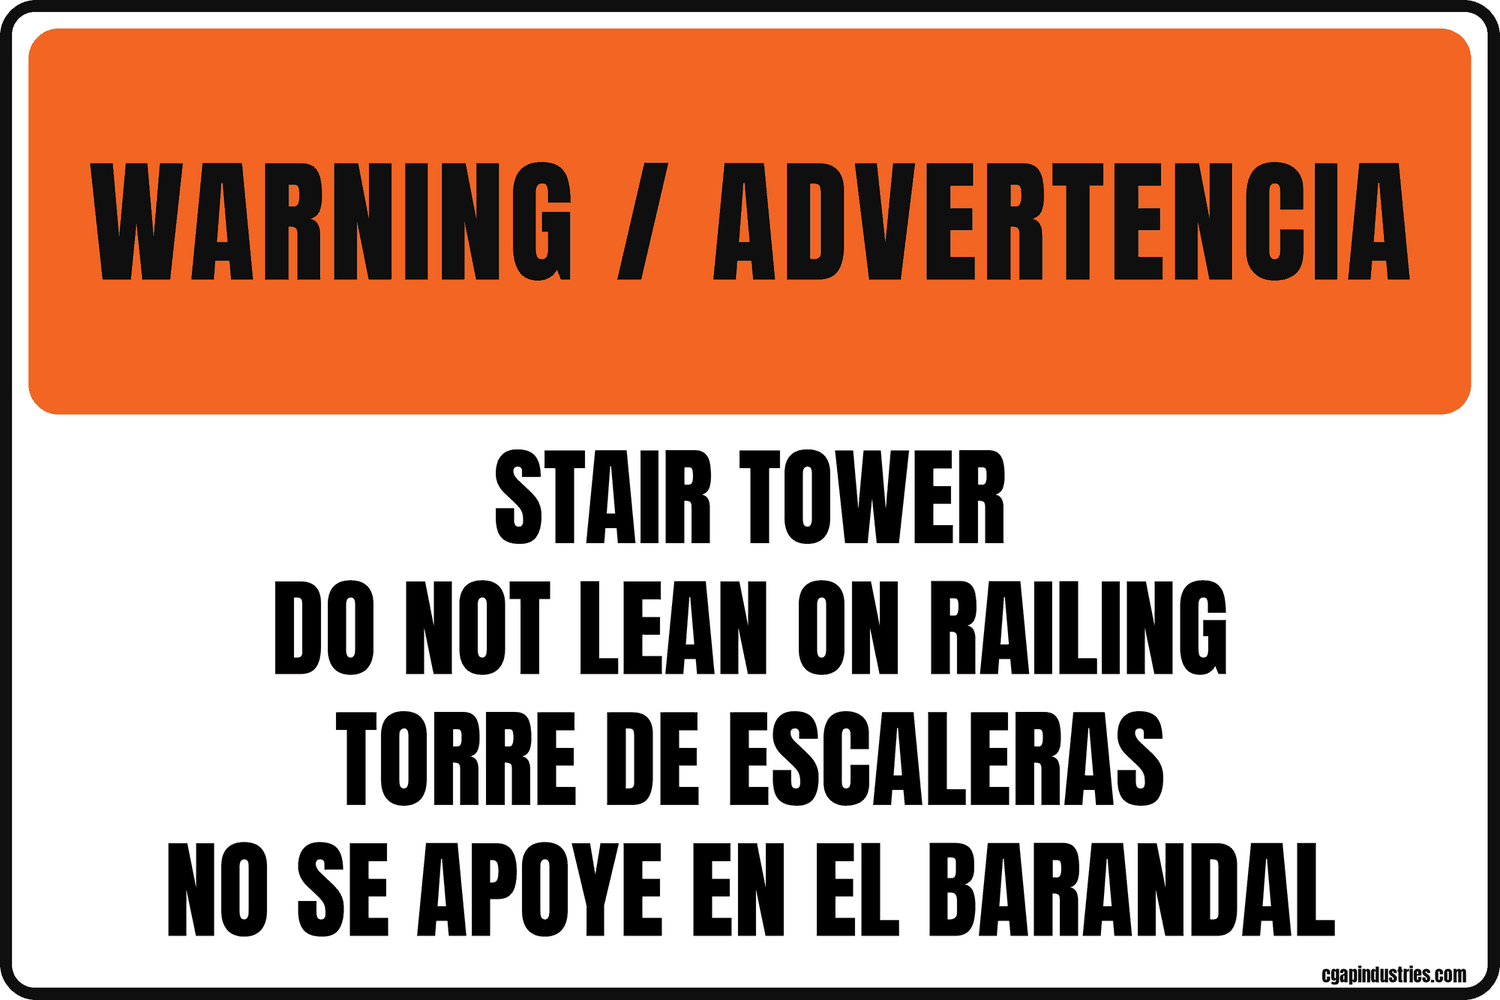 WARNING / ADVERTENCIA
STAIR TOWER
DO NOT LEAN ON RAILING
TORRE DE ESCALERAS
NO SE APOYE EN EL BARANDAL
cgapindustries.com